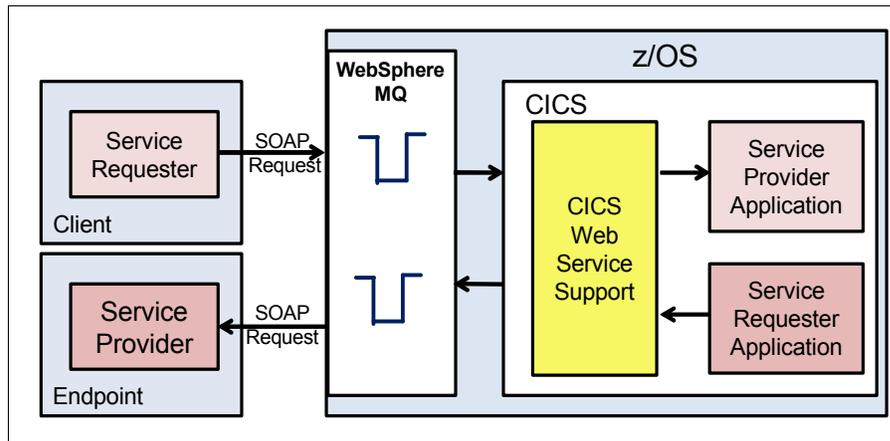 z/OS
WebSphere
MQ
CICS
Service
Requester
Client
SOAP
Request
CICS
Web
Service
Support
Service
Provider
Application
Service
Provider
Endpoint
SOAP
Request
Service
Requester
Application